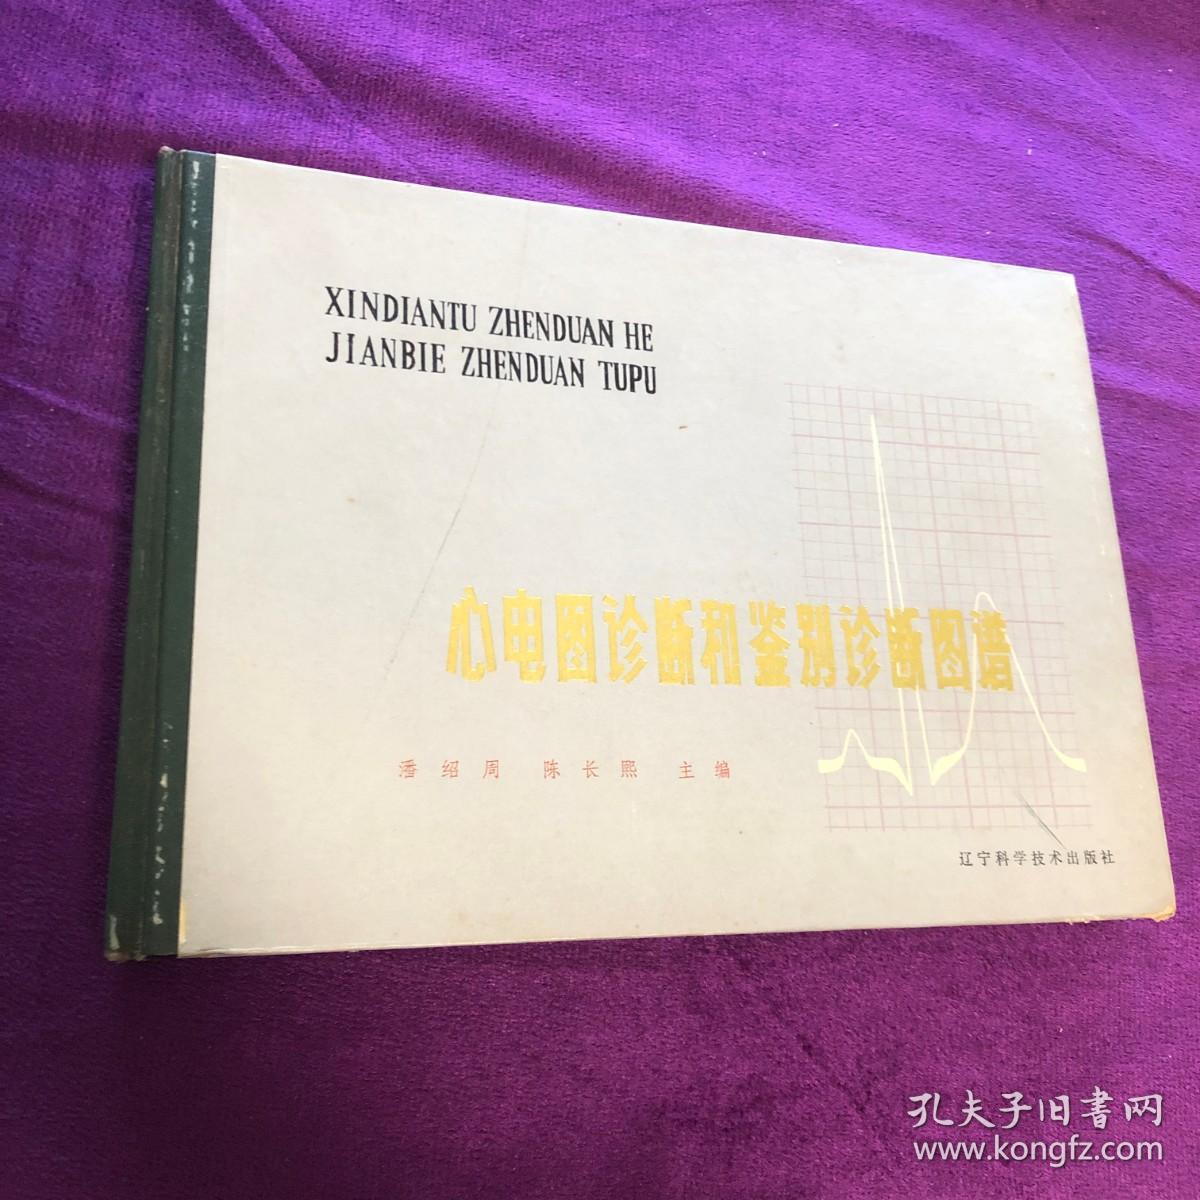 XINDIANTU ZHENDUAN HE
JIANBIE ZHENDUAN TUPU
心电图诊断和鉴别诊断图谱
潘绍周 陈长熙 主编
辽宁科学技术出版社
孔夫子旧书网
www.kongfz.com